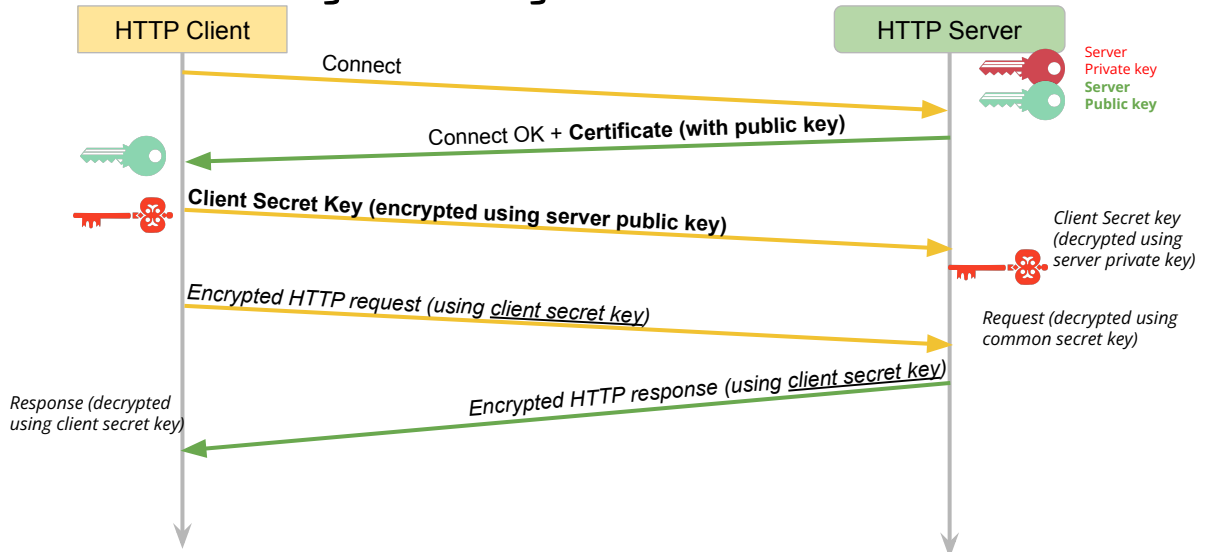 HTTP Client
HTTP Server
Connect
Server
Private key
Server
Public key
Connect OK + Certificate (with public key)
Client Secret Key (encrypted using server public key)
Client Secret key
(decrypted using
server private key)
Encrypted HTTP request (using client secret key)
Request (decrypted using
common secret key)
Encrypted HTTP response (using client secret key)
Response (decrypted
using client secret key)